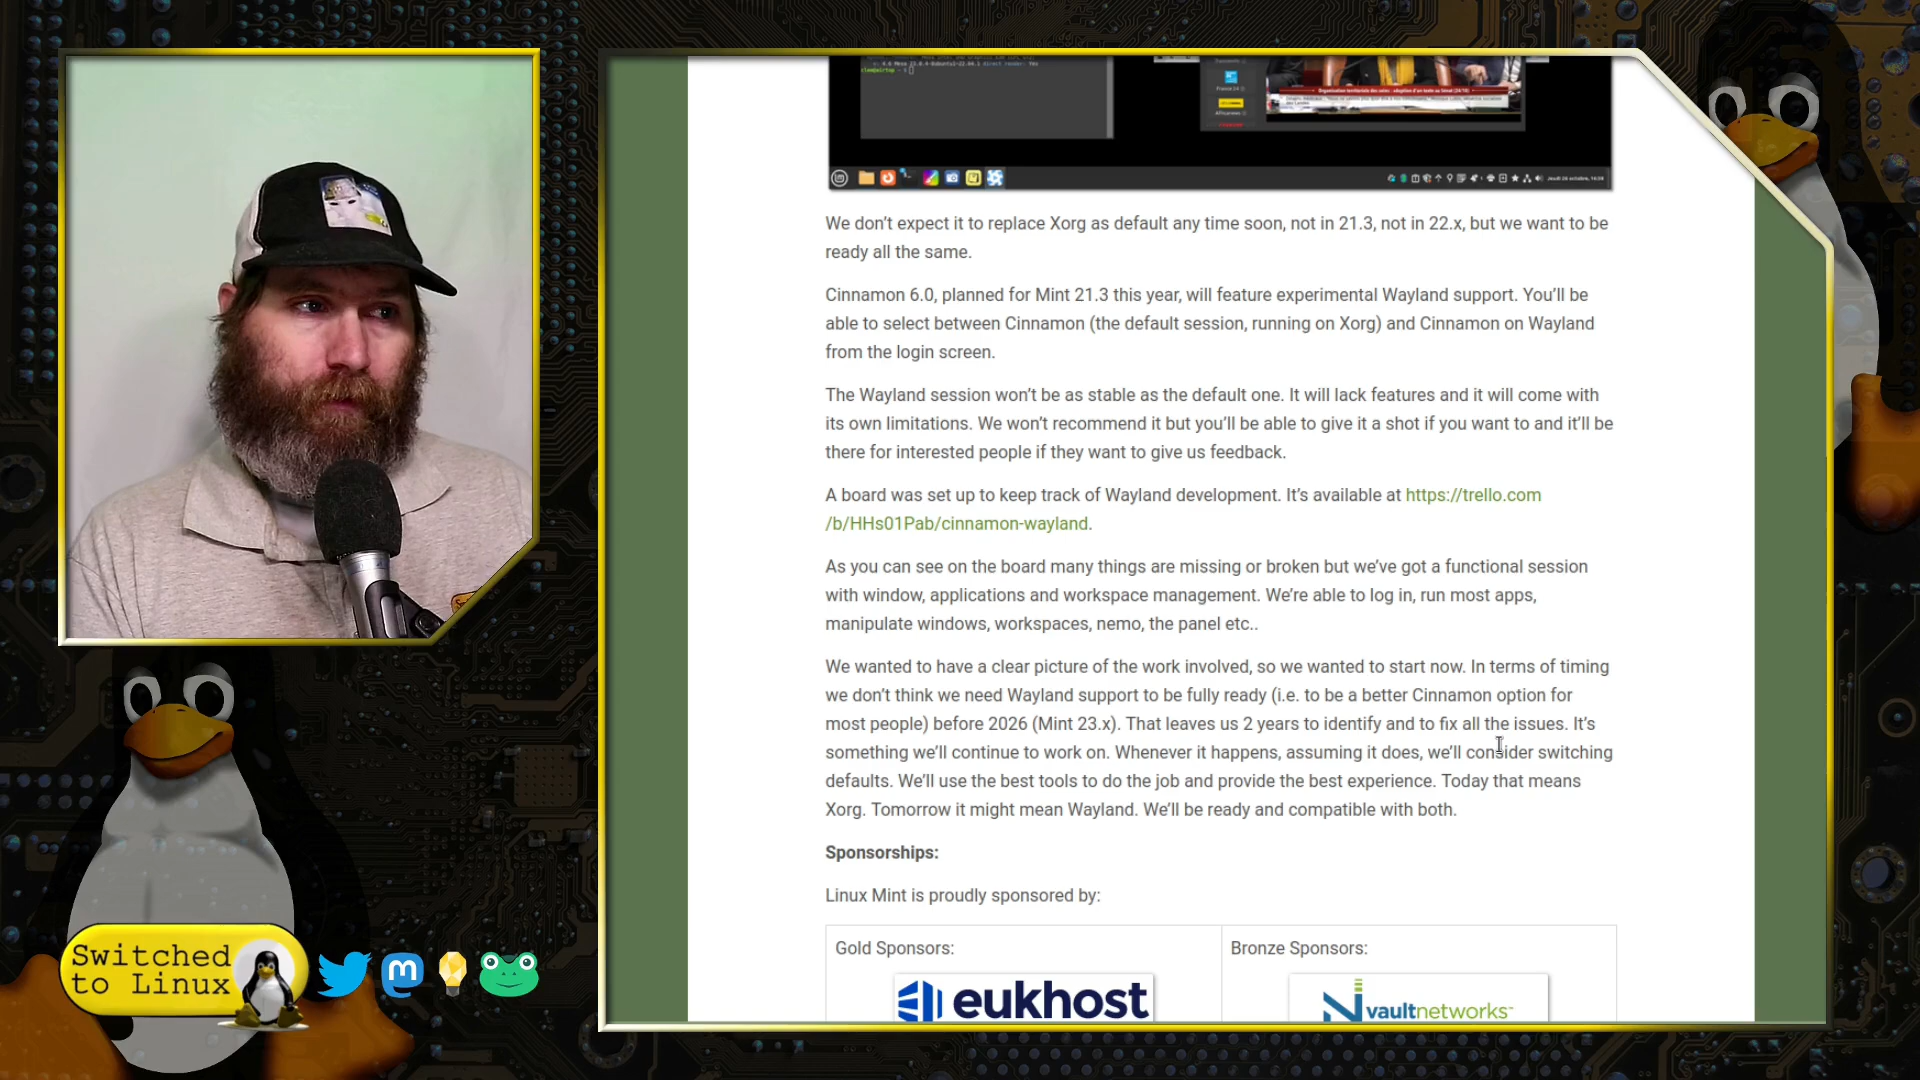 We don’t expect it to replace Xorg as default any time soon, not in 21.3, not in 22.x, but we want to be
ready all the same.
Cinnamon 6.0, planned for Mint 21.3 this year, will feature experimental Wayland support. You’ll be
able to select between Cinnamon (the default session, running on Xorg) and Cinnamon on Wayland
from the login screen.
The Wayland session won’t be as stable as the default one. It will lack features and it will come with
its own limitations. We won’t recommend it but you’ll be able to give it a shot if you want to and it’ll be
there for interested people if they want to give us feedback.
A board was set up to keep track of Wayland development. It’s available at https://trello.com
/b/HHs01Pab/cinnamon-wayland.
As you can see on the board many things are missing or broken but we’ve got a functional session
with window, applications and workspace management. We’re able to log in, run most apps,
manipulate windows, workspaces, nemo, the panel etc..
We wanted to have a clear picture of the work involved, so we wanted to start now. In terms of timing
we don’t think we need Wayland support to be fully ready (i.e. to be a better Cinnamon option for
most people) before 2026 (Mint 23.x). That leaves us 2 years to identify and to fix all the issues. It’s
something we’ll continue to work on. Whenever it happens, assuming it does, we’ll consider switching
defaults. We’ll use the best tools to do the job and provide the best experience. Today that means
Xorg. Tomorrow it might mean Wayland. We’ll be ready and compatible with both.
Sponsorships:
Linux Mint is proudly sponsored by:
Gold Sponsors:
Bronze Sponsors:
eukhost
vaultnetworks
Switched
to Linux